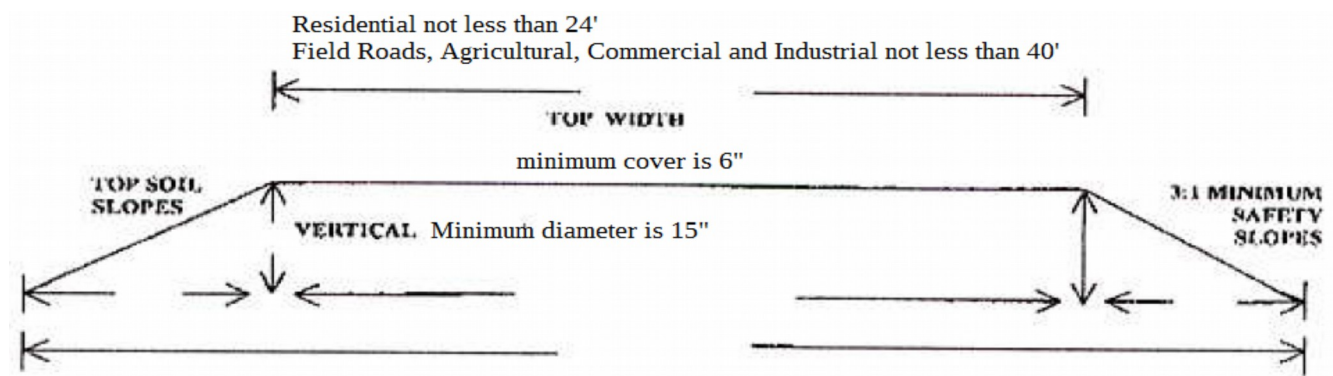 Residential not less than 24'
Field Roads, Agricultural, Commercial and Industrial not less than 40'
TOP WIDTH
minimum cover is 6"
TOP SOIL
SLOPES
3:1 MINIMUM
SAFETY
SLOPES
VERTICAL Minimum diameter is 15"